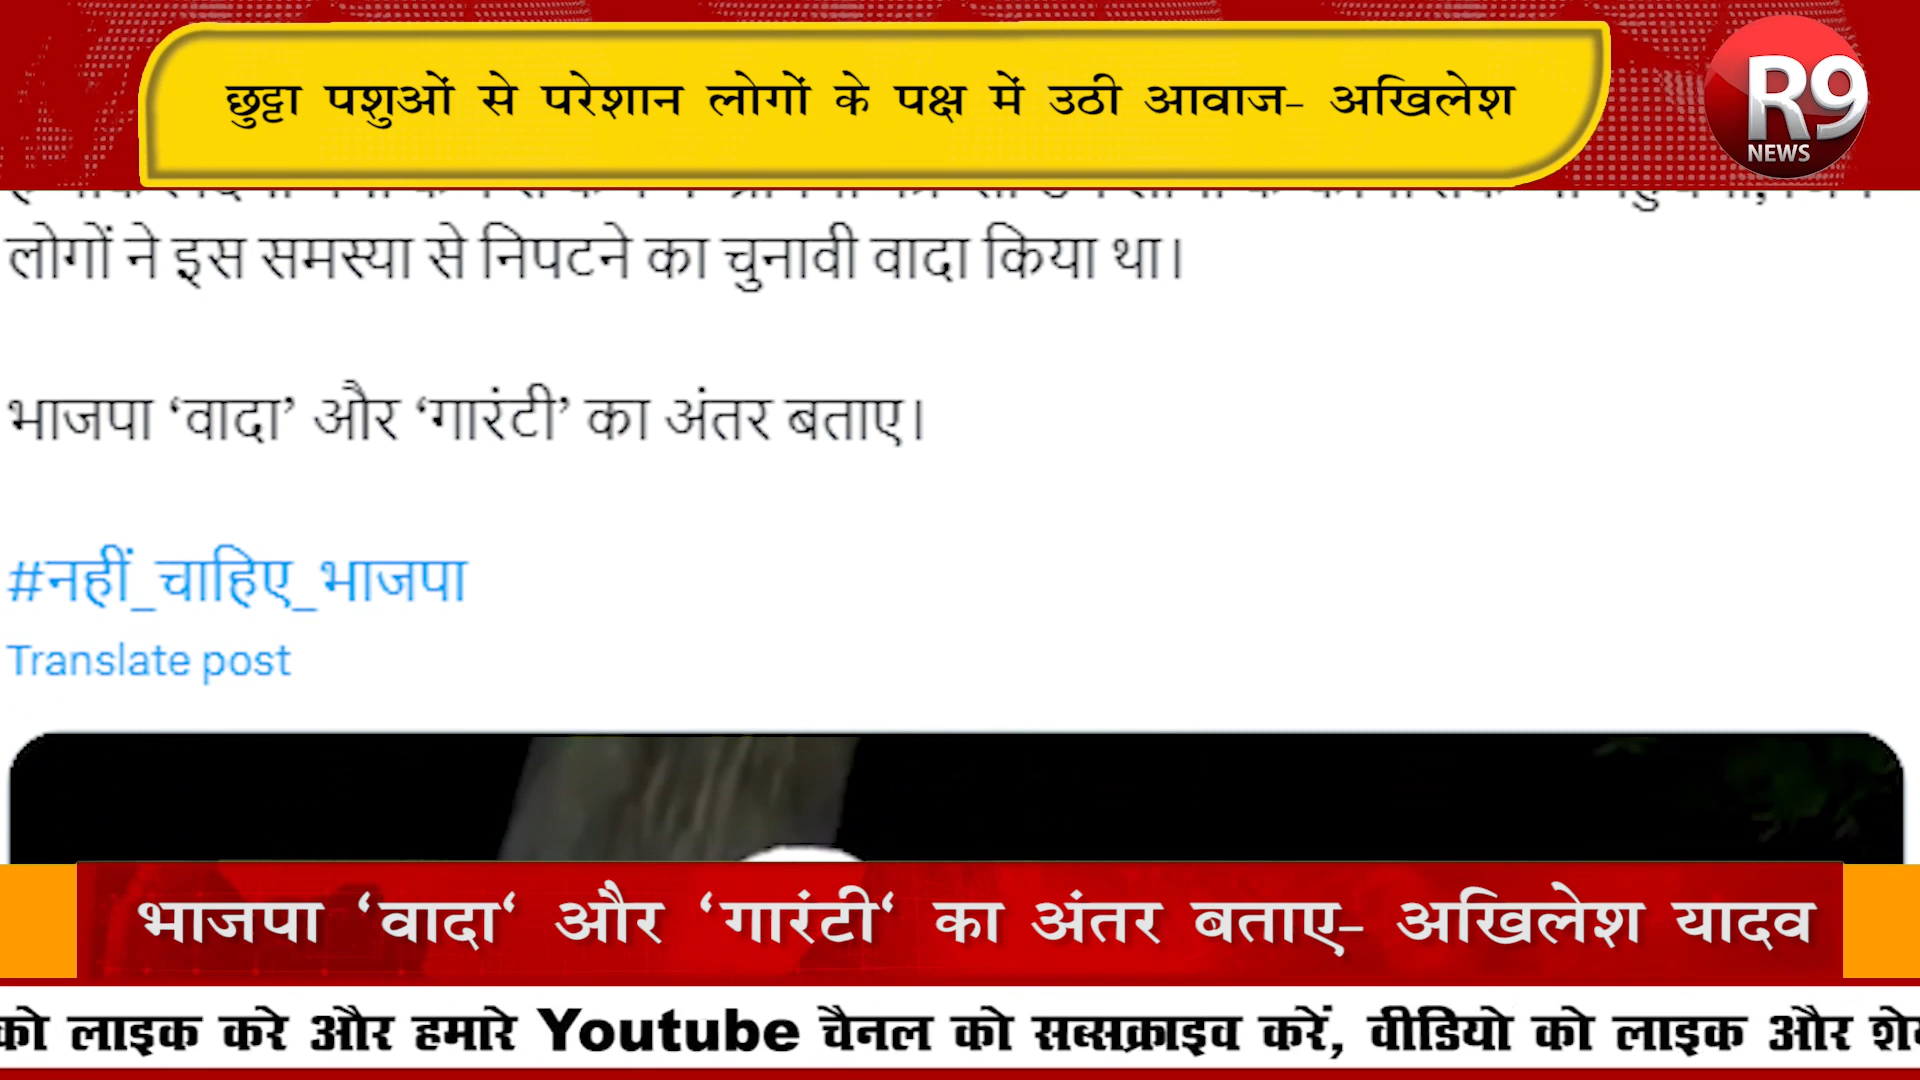 छुट्टा पशुओं से परेशान लोगों के पक्ष में उठी आवाज- अखिलेश
R9
NEWS
लोगों ने इस समस्या से निपटने का चुनावी वादा किया था।
भाजपा ‘वादा’ और ‘गारंटी’ का अंतर बताए।
#नहीं_चाहिए_भाजपा
Translate post
भाजपा ‘वादा‘ और ‘गारंटी‘ का अंतर बताए- अखिलेश यादव
को लाइक करे और हमारे Youtube चैनल को सब्सक्राइव करें, वीडियो को लाइक और